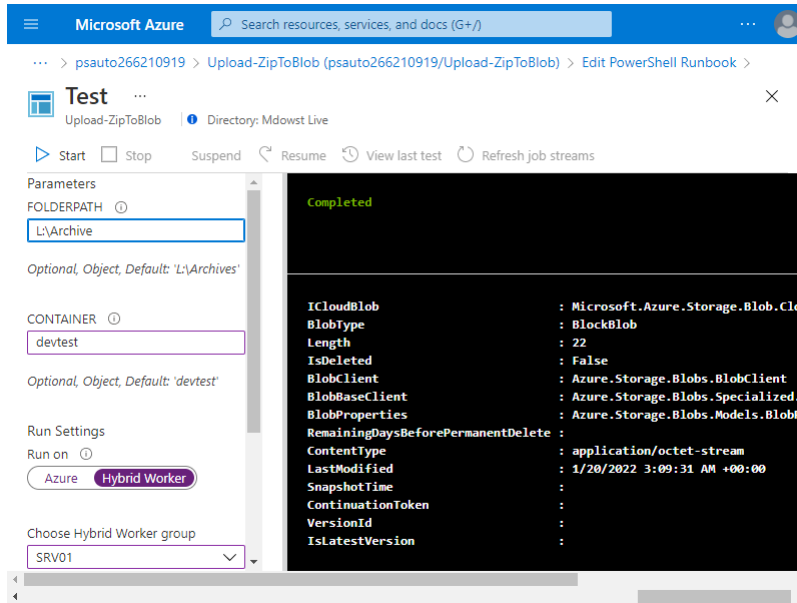 Microsoft Azure
Search resources, services, and docs (G+/)
...
... > psauto266210919 > Upload-ZipToBlob (psauto266210919/Upload-ZipToBlob) > Edit PowerShell Runbook >
Test ...
Upload-ZipToBlob
Directory: Mdowst Live
Start
Stop
Suspend
Resume
View last test
Refresh job streams
Parameters
FOLDERPATH
L:\Archive
Optional, Object, Default: 'L:\Archives'
CONTAINER
devtest
Optional, Object, Default: 'devtest'
Run Settings
Run on
Azure
Hybrid Worker
Choose Hybrid Worker group
SRV01
Completed
ICloudBlob : Microsoft.Azure.Storage.Blob.Clo
BlobType : BlockBlob
Length : 22
IsDeleted : False
BlobClient : Azure.Storage.Blobs.BlobClient
BlobBaseClient : Azure.Storage.Blobs.Specialized.
BlobProperties : Azure.Storage.Blobs.Models.Blob
RemainingDaysBeforePermanentDelete :
ContentType : application/octet-stream
LastModified : 1/20/2022 3:09:31 AM +00:00
SnapshotTime :
ContinuationToken :
VersionId :
IsLatestVersion :